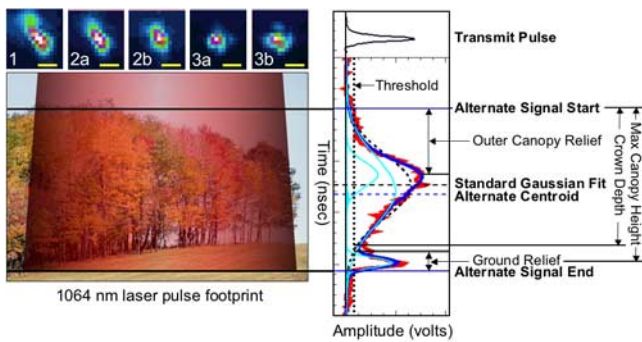 1
2a
2b
3a
3b
1064 nm laser pulse footprint
Transmit Pulse
Threshold
Alternate Signal Start
Outer Canopy Relief
Standard Gaussian Fit
Alternate Centroid
Ground Relief
Alternate Signal End
Crown Depth
Max Canopy Height
Time (nsec)
Amplitude (volts)